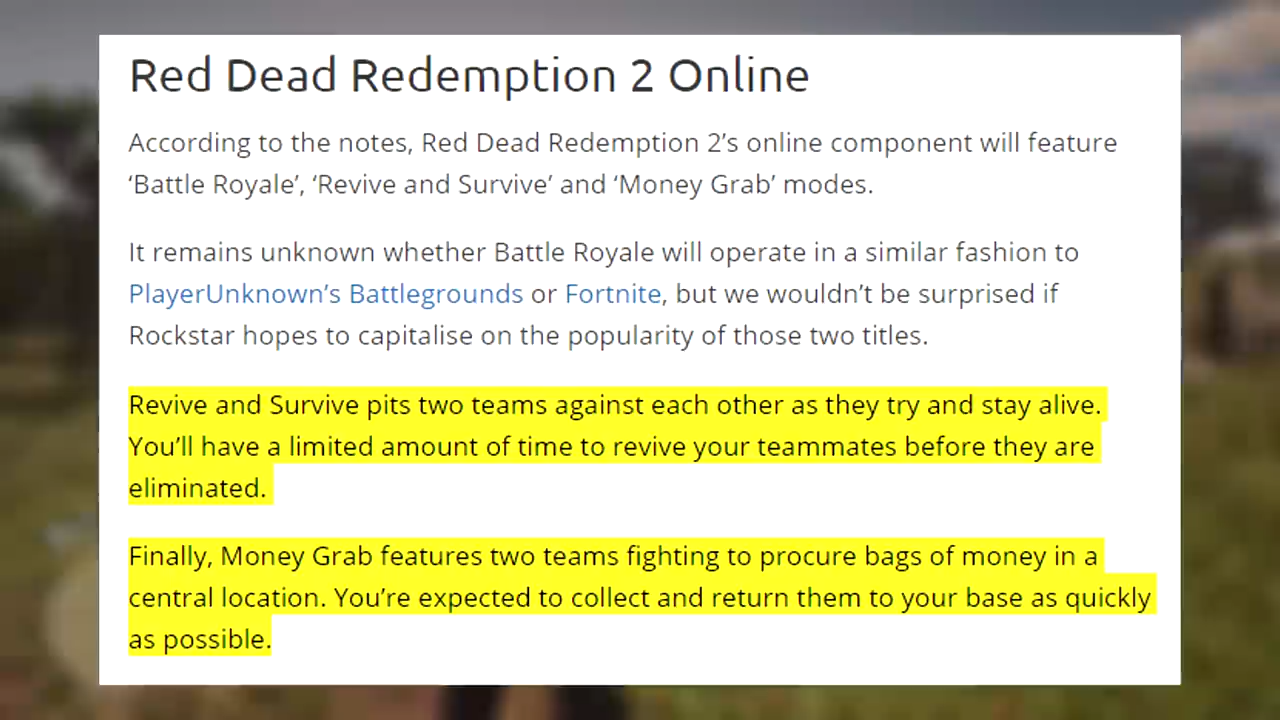 Red Dead Redemption 2 Online
According to the notes, Red Dead Redemption 2’s online component will feature
‘Battle Royale’, ‘Revive and Survive’ and ‘Money Grab’ modes.
It remains unknown whether Battle Royale will operate in a similar fashion to
PlayerUnknown’s Battlegrounds or Fortnite, but we wouldn’t be surprised if
Rockstar hopes to capitalise on the popularity of those two titles.
Revive and Survive pits two teams against each other as they try and stay alive.
You’ll have a limited amount of time to revive your teammates before they are
eliminated.
Finally, Money Grab features two teams fighting to procure bags of money in a
central location. You’re expected to collect and return them to your base as quickly
as possible.